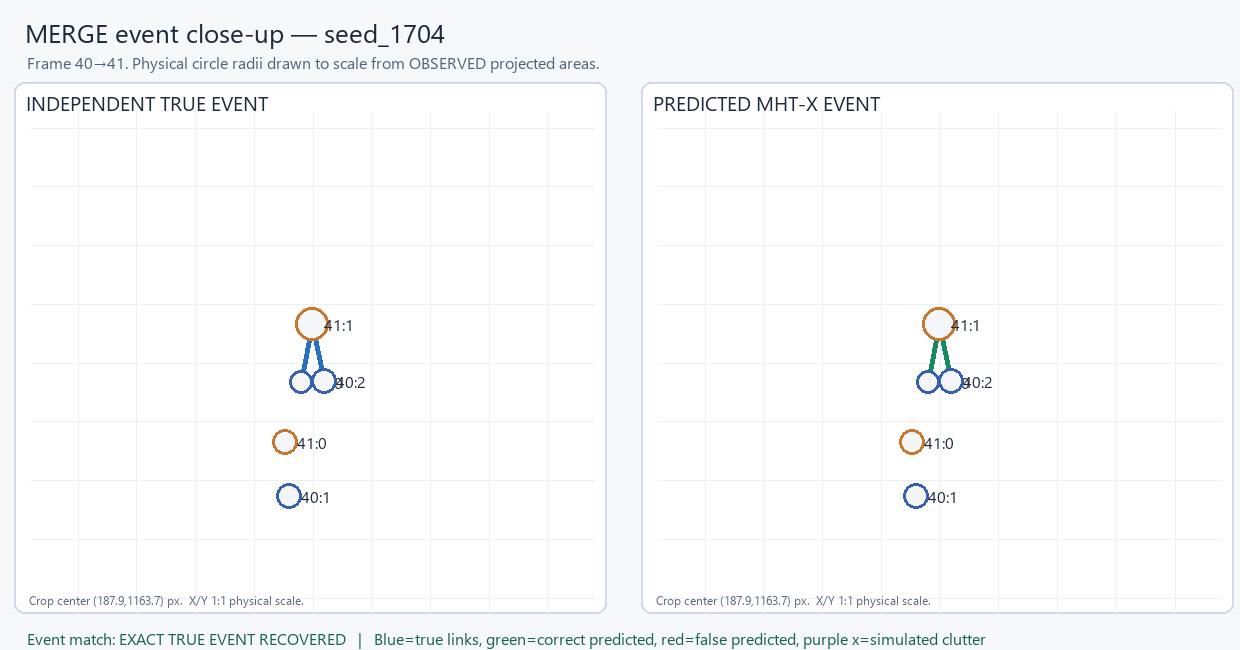 MERGE event close-up — seed_1704
Frame 40→41. Physical circle radii drawn to scale from OBSERVED projected areas.
INDEPENDENT TRUE EVENT
41:1
40:2
41:0
40:1
Crop center (187.9,1163.7) px.  X/Y 1:1 physical scale.
PREDICTED MHT-X EVENT
41:1
40:2
41:0
40:1
Crop center (187.9,1163.7) px.  X/Y 1:1 physical scale.
Event match: EXACT TRUE EVENT RECOVERED  |  Blue=true links, green=correct predicted, red=false predicted, purple x=simulated clutter